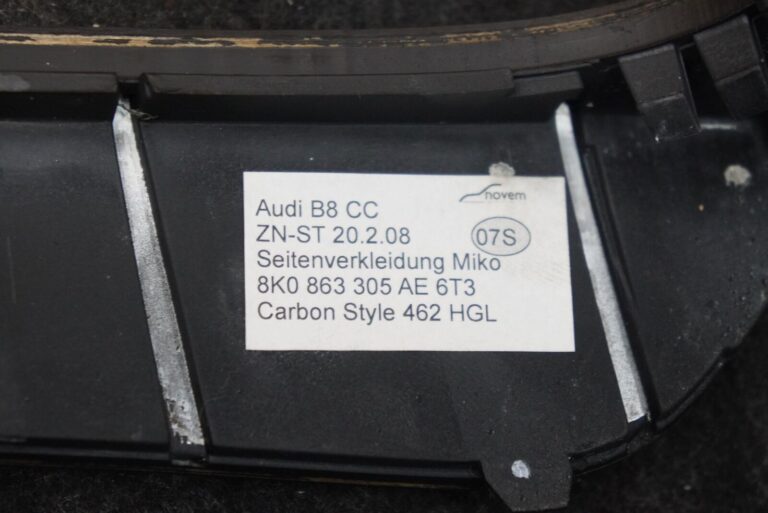 novem
Audi B8 CC
ZN-ST 20.2.08
07S
Seitenverkleidung Miko
8K0 863 305 AE 6T3
Carbon Style 462 HGL